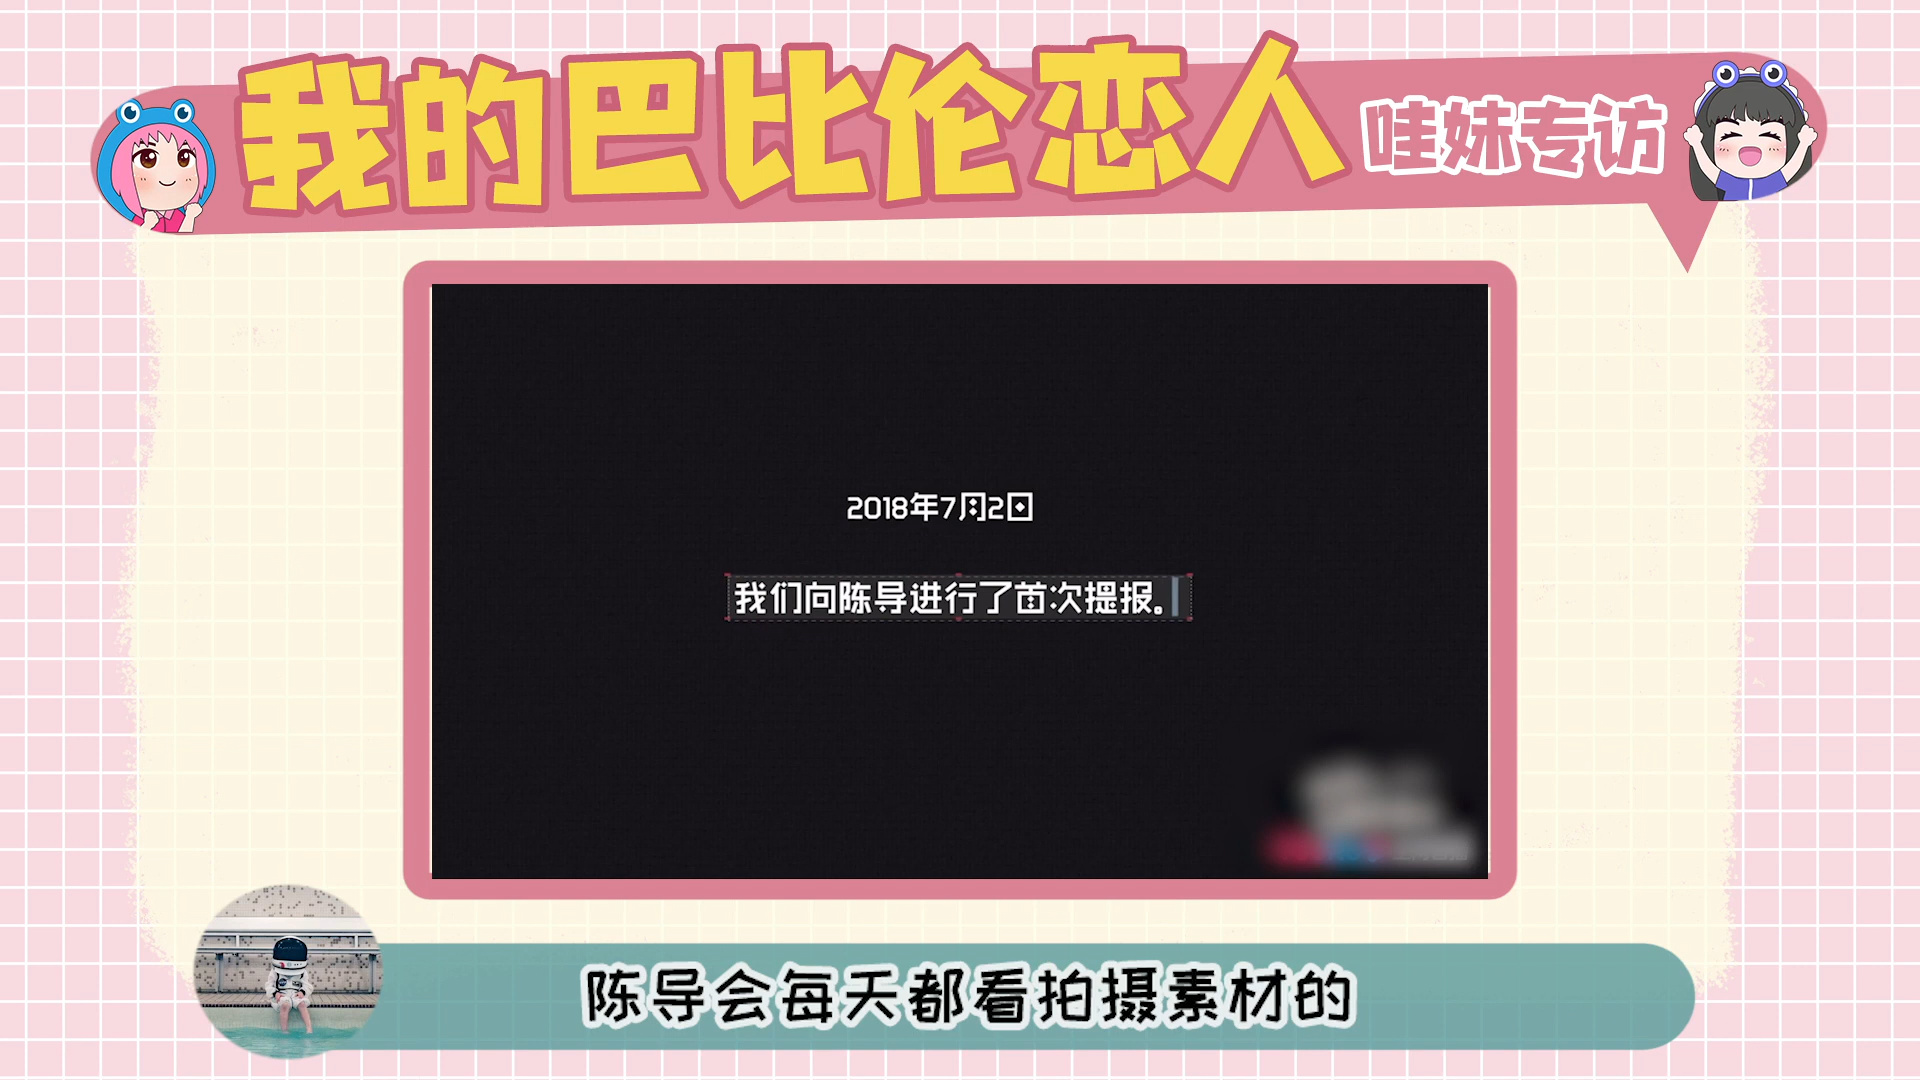 我的巴比伦恋人
哇妹专访
2018年7月2日
我们向陈导进行了首次提报。
陈导会每天都看拍摄素材的